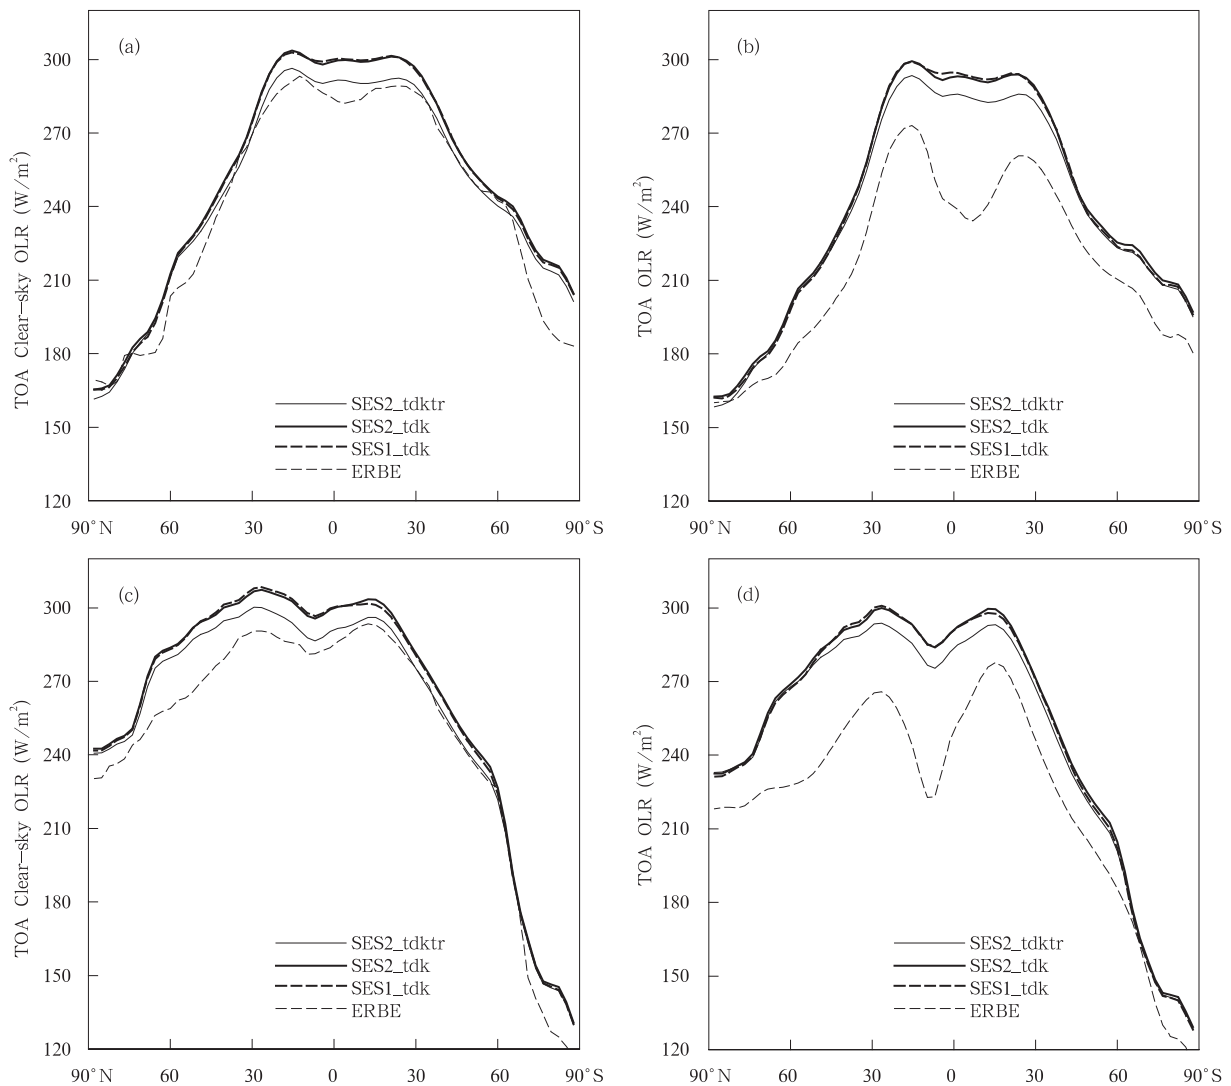 (a)
TOA Clear-sky OLR (W/m²)
300
270
240
210
180
150
120
SES2_tdktr
SES2_tdk
SES1_tdk
ERBE
90°N 60 30 0 30 60 90°S
(b)
TOA OLR (W/m²)
300
270
240
210
180
150
120
SES2_tdktr
SES2_tdk
SES1_tdk
ERBE
90°N 60 30 0 30 60 90°S
(c)
TOA Clear-sky OLR (W/m²)
300
270
240
210
180
150
120
SES2_tdktr
SES2_tdk
SES1_tdk
ERBE
90°N 60 30 0 30 60 90°S
(d)
TOA OLR (W/m²)
300
270
240
210
180
150
120
SES2_tdktr
SES2_tdk
SES1_tdk
ERBE
90°N 60 30 0 30 60 90°S